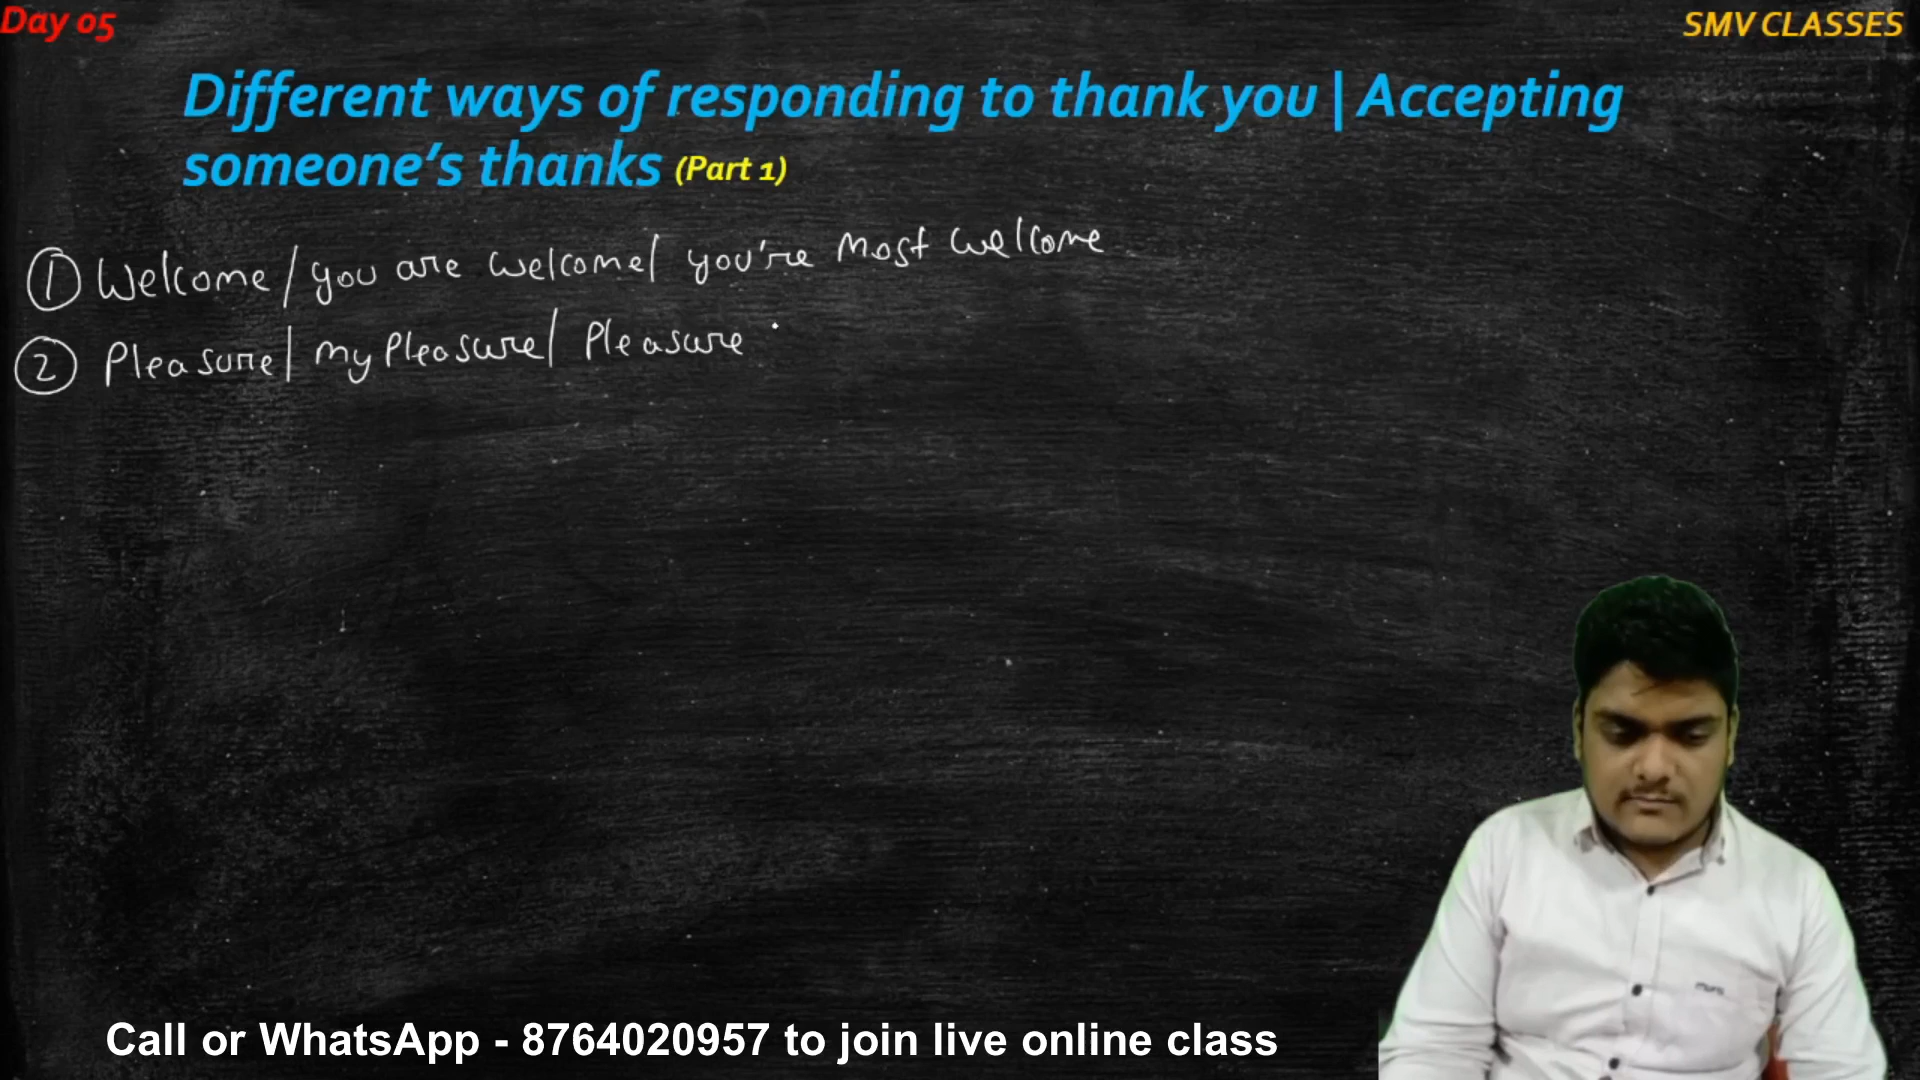 Day 05
SMV CLASSES
Different ways of responding to thank you | Accepting
someone’s thanks (Part 1)
① Welcome / you are welcome / you're most welcome
② Pleasure / my pleasure / Pleasure
Call or WhatsApp - 8764020957 to join live online class